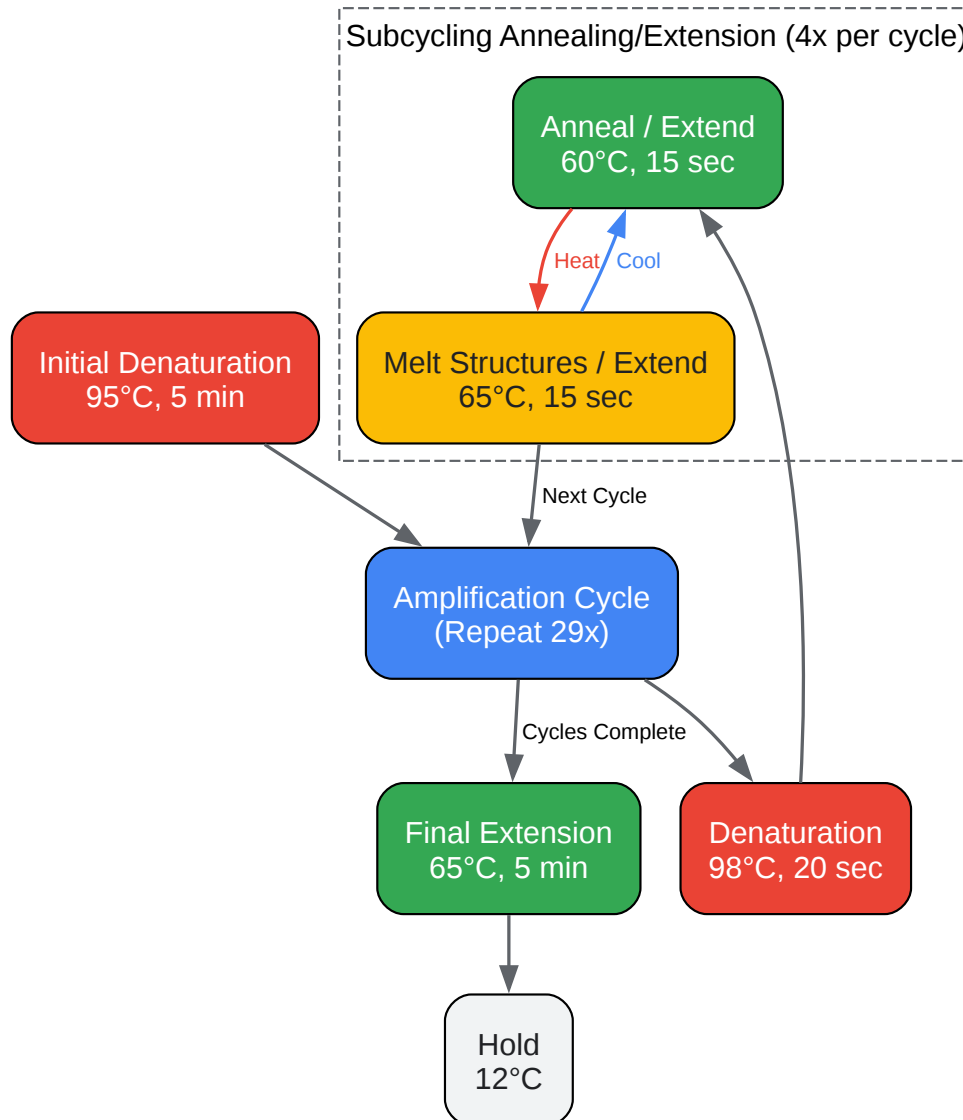 Subcycling Annealing/Extension (4x per cycle)
Anneal / Extend
60°C, 15 sec
Heat
Cool
Initial Denaturation
95°C, 5 min
Melt Structures / Extend
65°C, 15 sec
Next Cycle
Amplification Cycle
(Repeat 29x)
Cycles Complete
Final Extension
65°C, 5 min
Denaturation
98°C, 20 sec
Hold
12°C